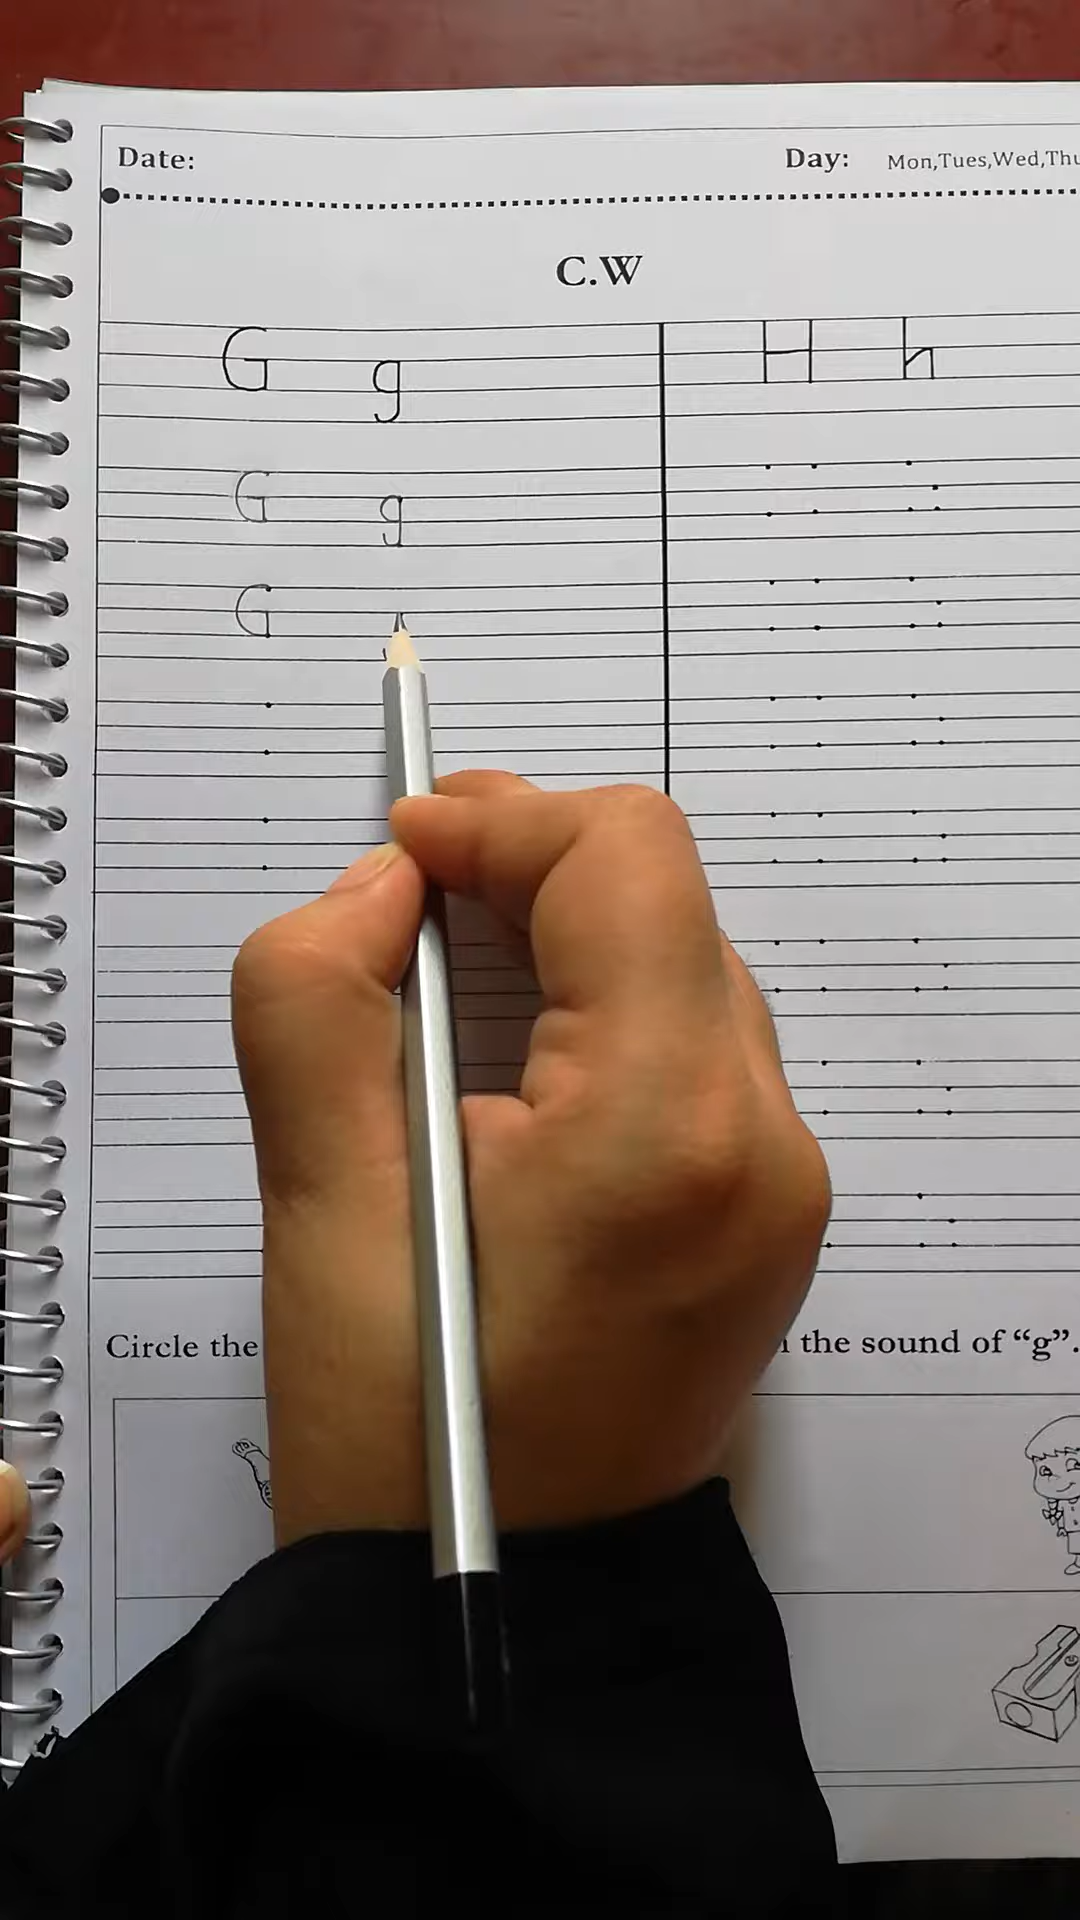 Date: Day: Mon,Tues,Wed,Thu
C.W
G g H h
G g
G
Circle the the sound of “g”.